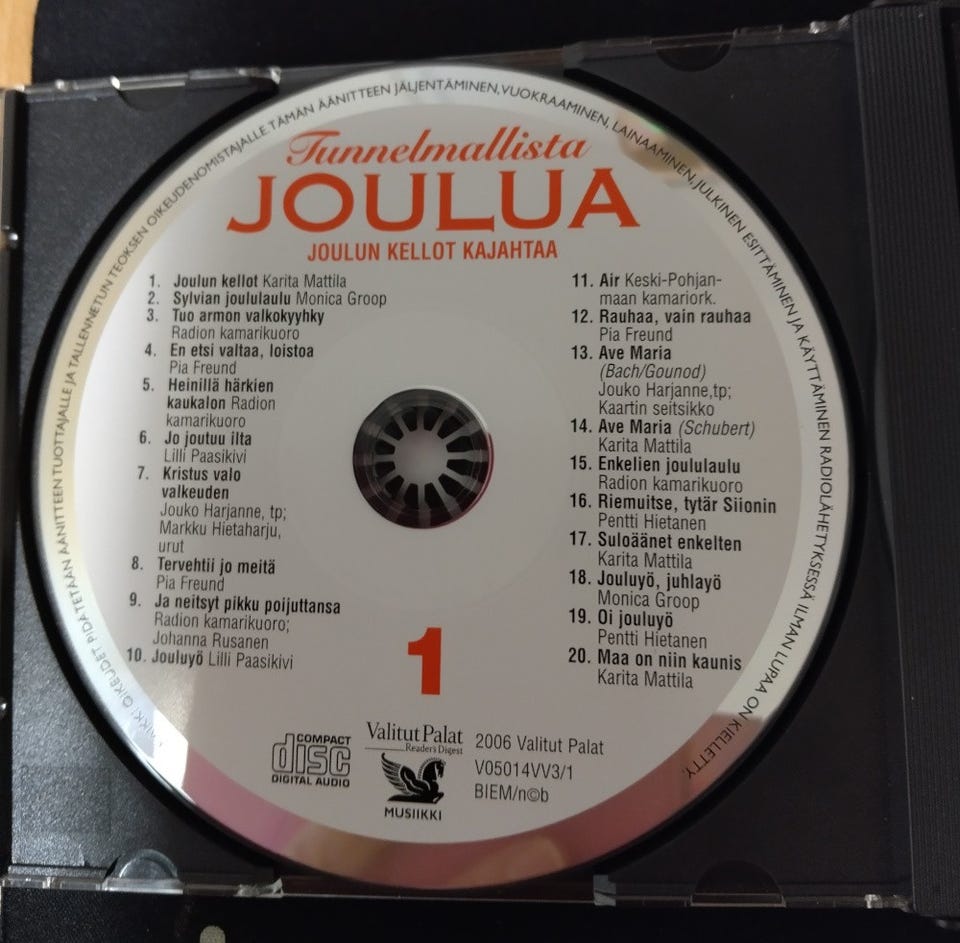 KAIKKI OIKEUDET PIDÄTETÄÄN ÄÄNITTEEN TUOTTAJALLE JA TALLENNETUN TEOKSEN OIKEUDENOMISTAJALLE. TÄMÄN ÄÄNITTEEN JÄLJENTÄMINEN, VUOKRAAMINEN, LAINAAMINEN, JULKINEN ESITTÄMINEN JA KÄYTTÄMINEN RADIOLÄHETYKSESSÄ ILMAN LUPAA ON KIELLETTY.
Tunnelmallista
JOULUA
JOULUN KELLOT KAJAHTAA
1. Joulun kellot Karita Mattila
2. Sylvian joululaulu Monica Groop
3. Tuo armon valkokyyhky
Radion kamarikuoro
4. En etsi valtaa, loistoa
Pia Freund
5. Heinillä härkien
kaukalon Radion
kamarikuoro
6. Jo joutuu ilta
Lilli Paasikivi
7. Kristus valo
valkeuden
Jouko Harjanne, tp;
Markku Hietaharju,
urut
8. Tervehtii jo meitä
Pia Freund
9. Ja neitsyt pikku poijuttansa
Radion kamarikuoro;
Johanna Rusanen
10. Jouluyö Lilli Paasikivi
11. Air Keski-Pohjan-
maan kamariork.
12. Rauhaa, vain rauhaa
Pia Freund
13. Ave Maria
(Bach/Gounod)
Jouko Harjanne,tp;
Kaartin seitsikko
14. Ave Maria (Schubert)
Karita Mattila
15. Enkelien joululaulu
Radion kamarikuoro
16. Riemuitse, tytär Siionin
Pentti Hietanen
17. Suloäänet enkelten
Karita Mattila
18. Jouluyö, juhlayö
Monica Groop
19. Oi jouluyö
Pentti Hietanen
20. Maa on niin kaunis
Karita Mattila
1
COMPACT
disc
DIGITAL AUDIO
Valitut Palat
Reader's Digest
MUSIIKKI
2006 Valitut Palat
V05014VV3/1
BIEM/n©b